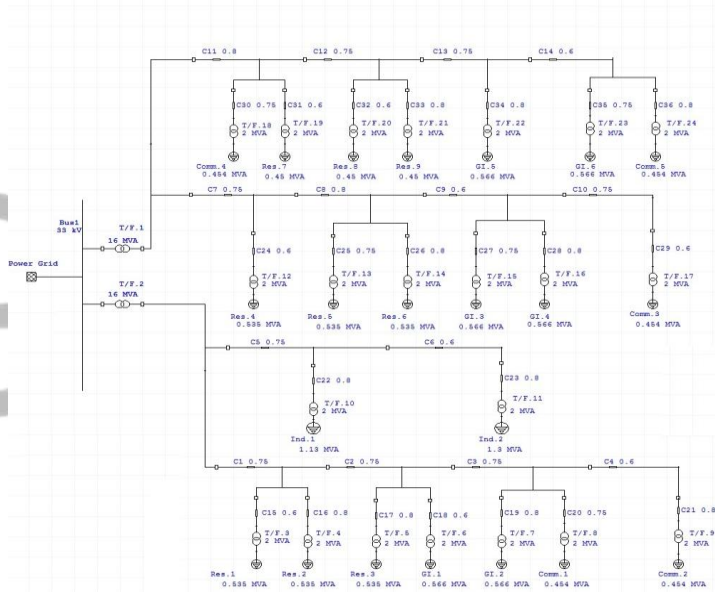 C11 0.8 C12 0.75 C13 0.75 C14 0.6
C30 0.75 C31 0.6 C32 0.6 C33 0.8 C34 0.8 C35 0.75 C36 0.8
T/F.18 T/F.19 T/F.20 T/F.21 T/F.22 T/F.23 T/F.24
2 MVA 2 MVA 2 MVA 2 MVA 2 MVA 2 MVA 2 MVA
Comm.4 Res.7 Res.8 Res.9 GI.5 GI.6 Comm.5
0.454 MVA 0.45 MVA 0.45 MVA 0.45 MVA 0.566 MVA 0.566 MVA 0.454 MVA
C7 0.75 C8 0.8 C9 0.6 C10 0.75
Bus1
33 kV
T/F.1
16 MVA
C24 0.6 C25 0.75 C26 0.8 C27 0.75 C28 0.8 C29 0.6
Power Grid
T/F.12 T/F.13 T/F.14 T/F.15 T/F.16 T/F.17
2 MVA 2 MVA 2 MVA 2 MVA 2 MVA 2 MVA
T/F.2
16 MVA
Res.4 Res.5 Res.6 GI.3 GI.4 Comm.3
0.535 MVA 0.535 MVA 0.535 MVA 0.566 MVA 0.566 MVA 0.454 MVA
C5 0.75 C6 0.6
C22 0.8 C23 0.8
T/F.10 T/F.11
2 MVA 2 MVA
Ind.1 Ind.2
1.13 MVA 1.3 MVA
C1 0.75 C2 0.75 C3 0.75 C4 0.6
C15 0.6 C16 0.8 C17 0.8 C18 0.6 C19 0.8 C20 0.75 C21 0.8
T/F.3 T/F.4 T/F.5 T/F.6 T/F.7 T/F.8 T/F.9
2 MVA 2 MVA 2 MVA 2 MVA 2 MVA 2 MVA 2 MVA
Res.1 Res.2 Res.3 GI.1 GI.2 Comm.1 Comm.2
0.535 MVA 0.535 MVA 0.535 MVA 0.566 MVA 0.566 MVA 0.454 MVA 0.454 MVA